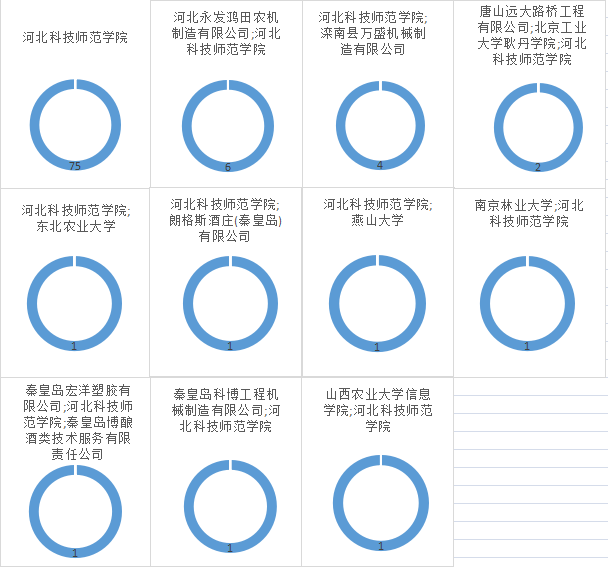 河北科技师范学院
75
河北永发鸿田农机
制造有限公司;河北
科技师范学院
6
河北科技师范学院;
滦南县万盛机械制
造有限公司
4
唐山远大路桥工程
有限公司;北京工业
大学耿丹学院;河北
科技师范学院
2
河北科技师范学院;
东北农业大学
1
河北科技师范学院;
朗格斯酒庄(秦皇岛)
有限公司
1
河北科技师范学院;
燕山大学
1
南京林业大学;河北
科技师范学院
1
秦皇岛宏洋塑胶有
限公司;河北科技师
范学院;秦皇岛博酿
酒类技术服务有限
责任公司
1
秦皇岛科博工程机
械制造有限公司;河
北科技师范学院
1
山西农业大学信息
学院;河北科技师范
学院
1